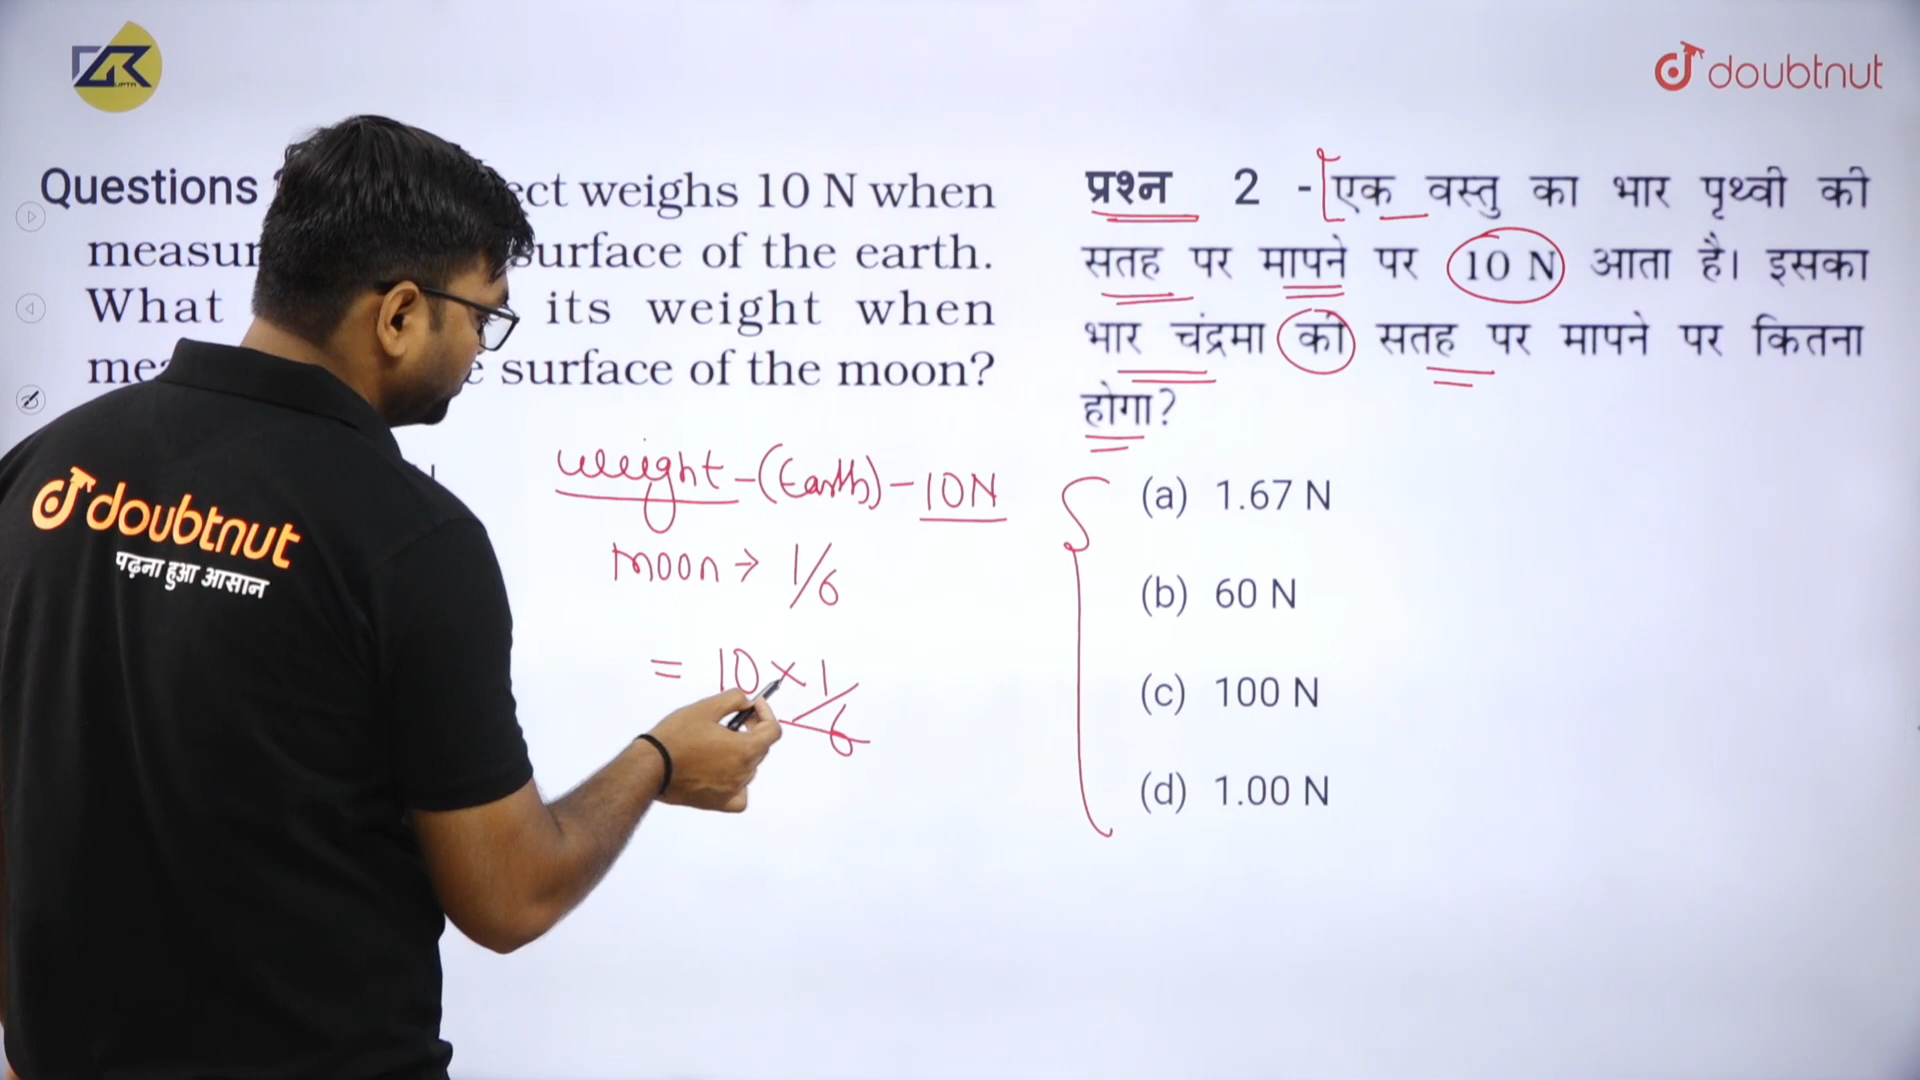 GR
UPTA
doubtnut
Questions
ect weighs 10 N when
measur surface of the earth.
What its weight when
me surface of the moon?
प्रश्न 2 - एक वस्तु का भार पृथ्वी की
सतह पर मापने पर 10 N आता है। इसका
भार चंद्रमा की सतह पर मापने पर कितना
होगा?
weight - (Earth) - 10N
moon → 1/6
= 10 × 1/6
(a) 1.67 N
(b) 60 N
(c) 100 N
(d) 1.00 N
doubtnut
पढ़ना हुआ आसान